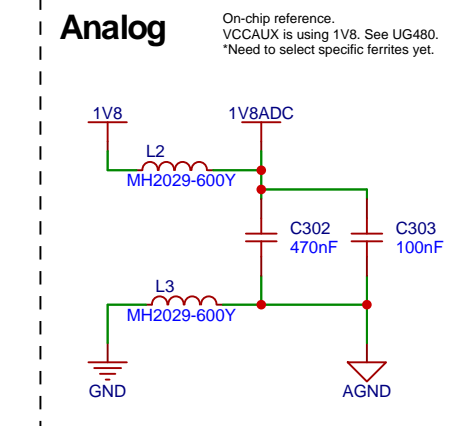 Analog
On-chip reference.
VCCAUX is using 1V8. See UG480.
*Need to select specific ferrites yet.
1V8
1V8ADC
L2
MH2029-600Y
C302
470nF
C303
100nF
L3
MH2029-600Y
GND
AGND